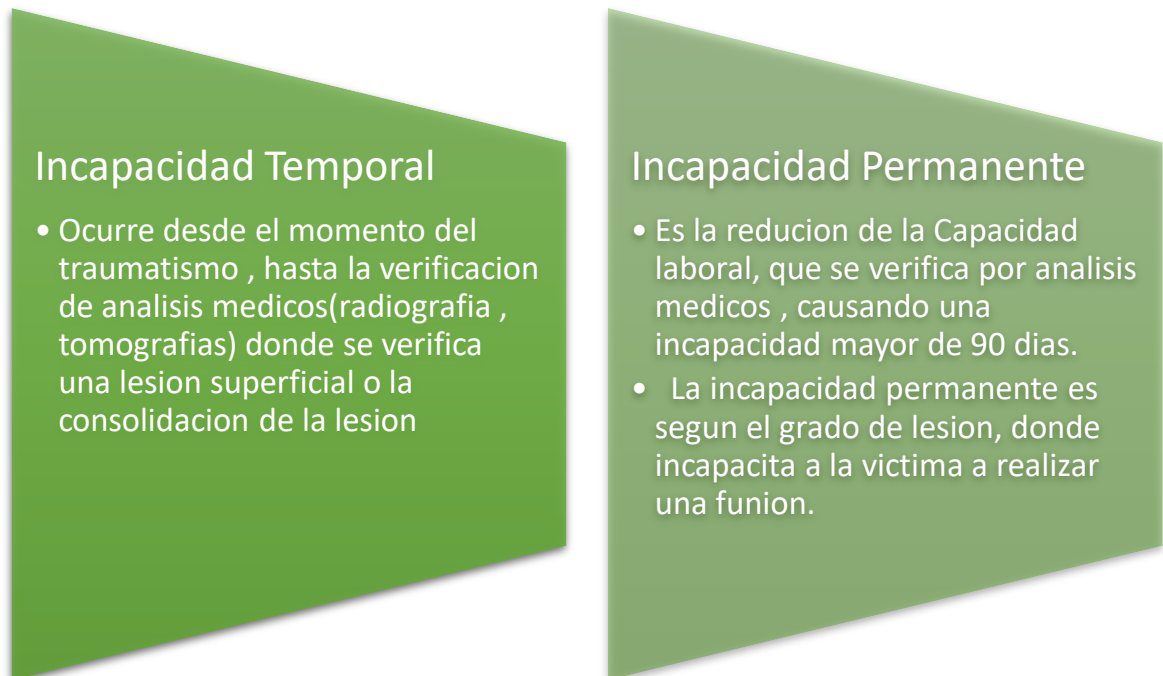 Incapacidad Temporal
• Ocurre desde el momento del
traumatismo , hasta la verificacion
de analisis medicos(radiografia ,
tomografias) donde se verifica
una lesion superficial o la
consolidacion de la lesion
Incapacidad Permanente
• Es la reducion de la Capacidad
laboral, que se verifica por analisis
medicos , causando una
incapacidad mayor de 90 dias.
• La incapacidad permanente es
segun el grado de lesion, donde
incapacita a la victima a realizar
una funion.